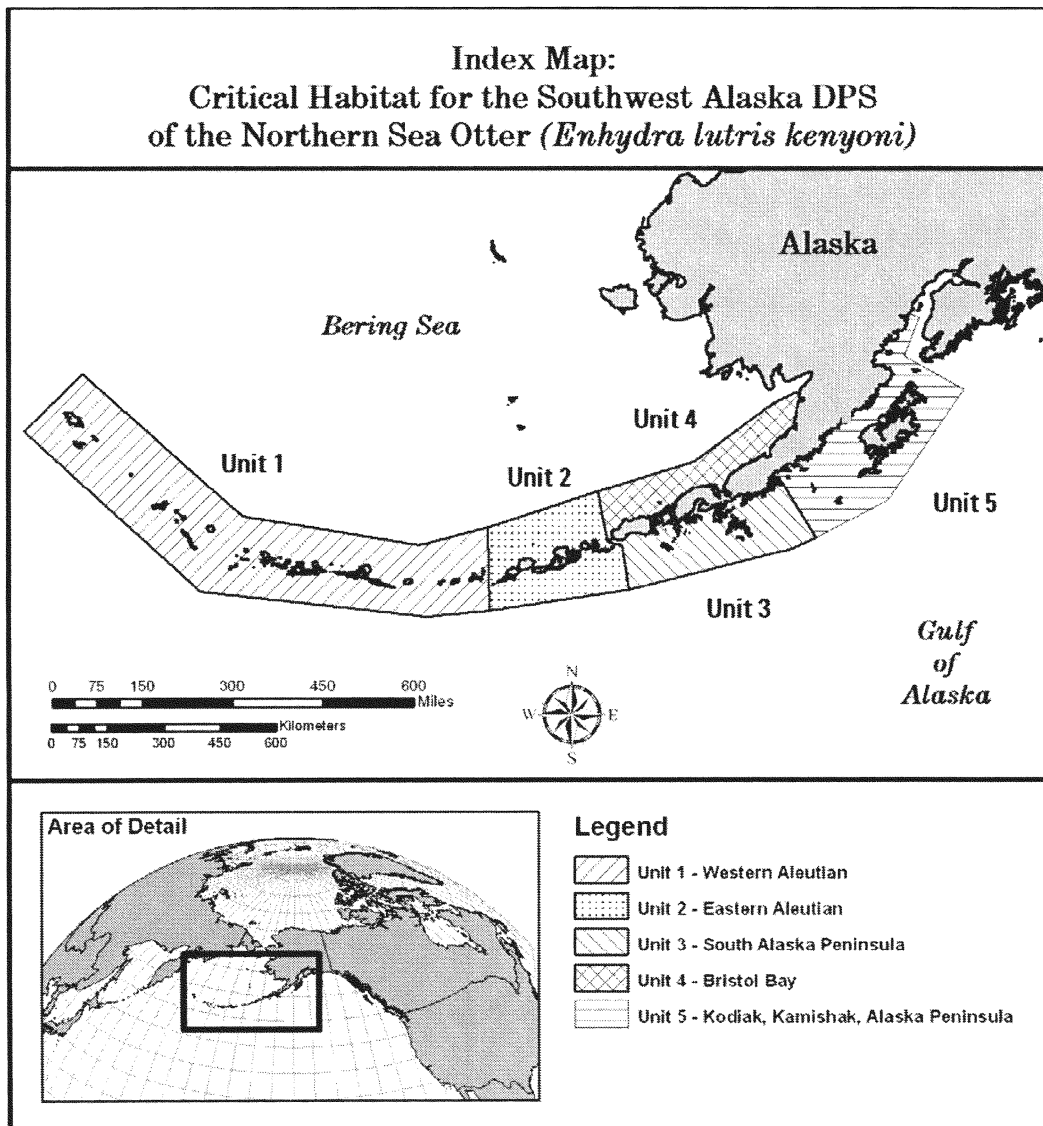 Index Map:
Critical Habitat for the Southwest Alaska DPS
of the Northern Sea Otter (Enhydra lutris kenyoni)
Alaska
Bering Sea
Unit 4
Unit 1
Unit 2
Unit 5
Unit 3
Gulf
of
Alaska
0 75 150 300 450 600
Miles
Kilometers
0 75 150 300 450 600
N
W E
S
Area of Detail
Legend
Unit 1 - Western Aleutian
Unit 2 - Eastern Aleutian
Unit 3 - South Alaska Peninsula
Unit 4 - Bristol Bay
Unit 5 - Kodiak, Kamishak, Alaska Peninsula